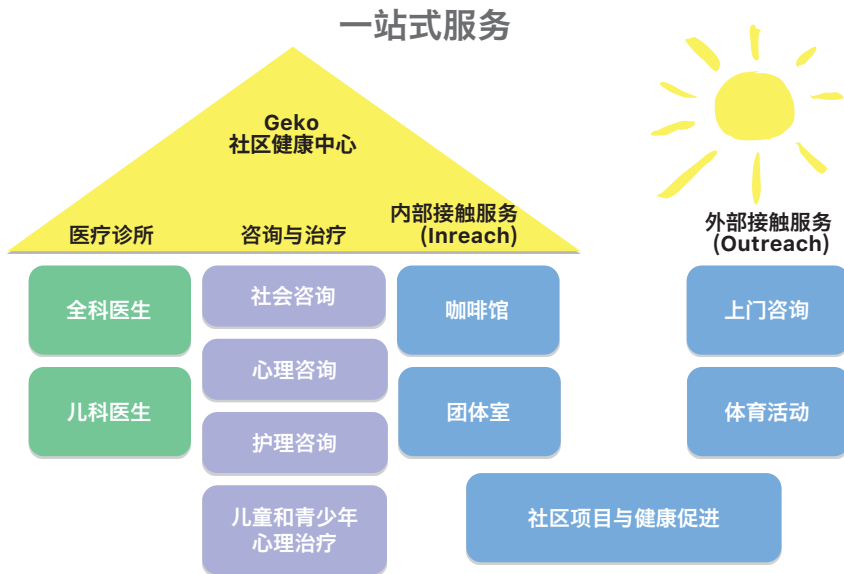 一站式服务
Geko
社区健康中心
医疗诊所
咨询与治疗
内部接触服务
(Inreach)
外部接触服务
(Outreach)
全科医生
儿科医生
社会咨询
心理咨询
护理咨询
儿童和青少年
心理治疗
咖啡馆
团体室
上门咨询
体育活动
社区项目与健康促进